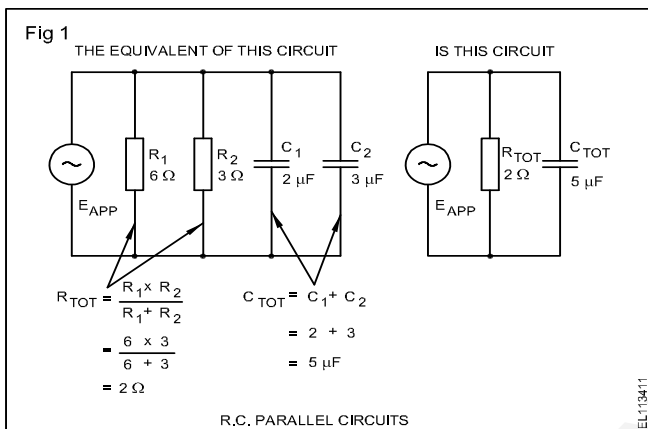 Fig 1
THE EQUIVALENT OF THIS CIRCUIT
IS THIS CIRCUIT
R1
6 Ω
R2
3 Ω
C1
2 µF
C2
3 µF
EAPP
RTOT
2 Ω
CTOT
5 µF
EAPP
RTOT = R1 x R2 / R1 + R2
= 6 x 3 / 6 + 3
= 2 Ω
CTOT = C1 + C2
= 2 + 3
= 5 µF
R.C. PARALLEL CIRCUITS
EL113411